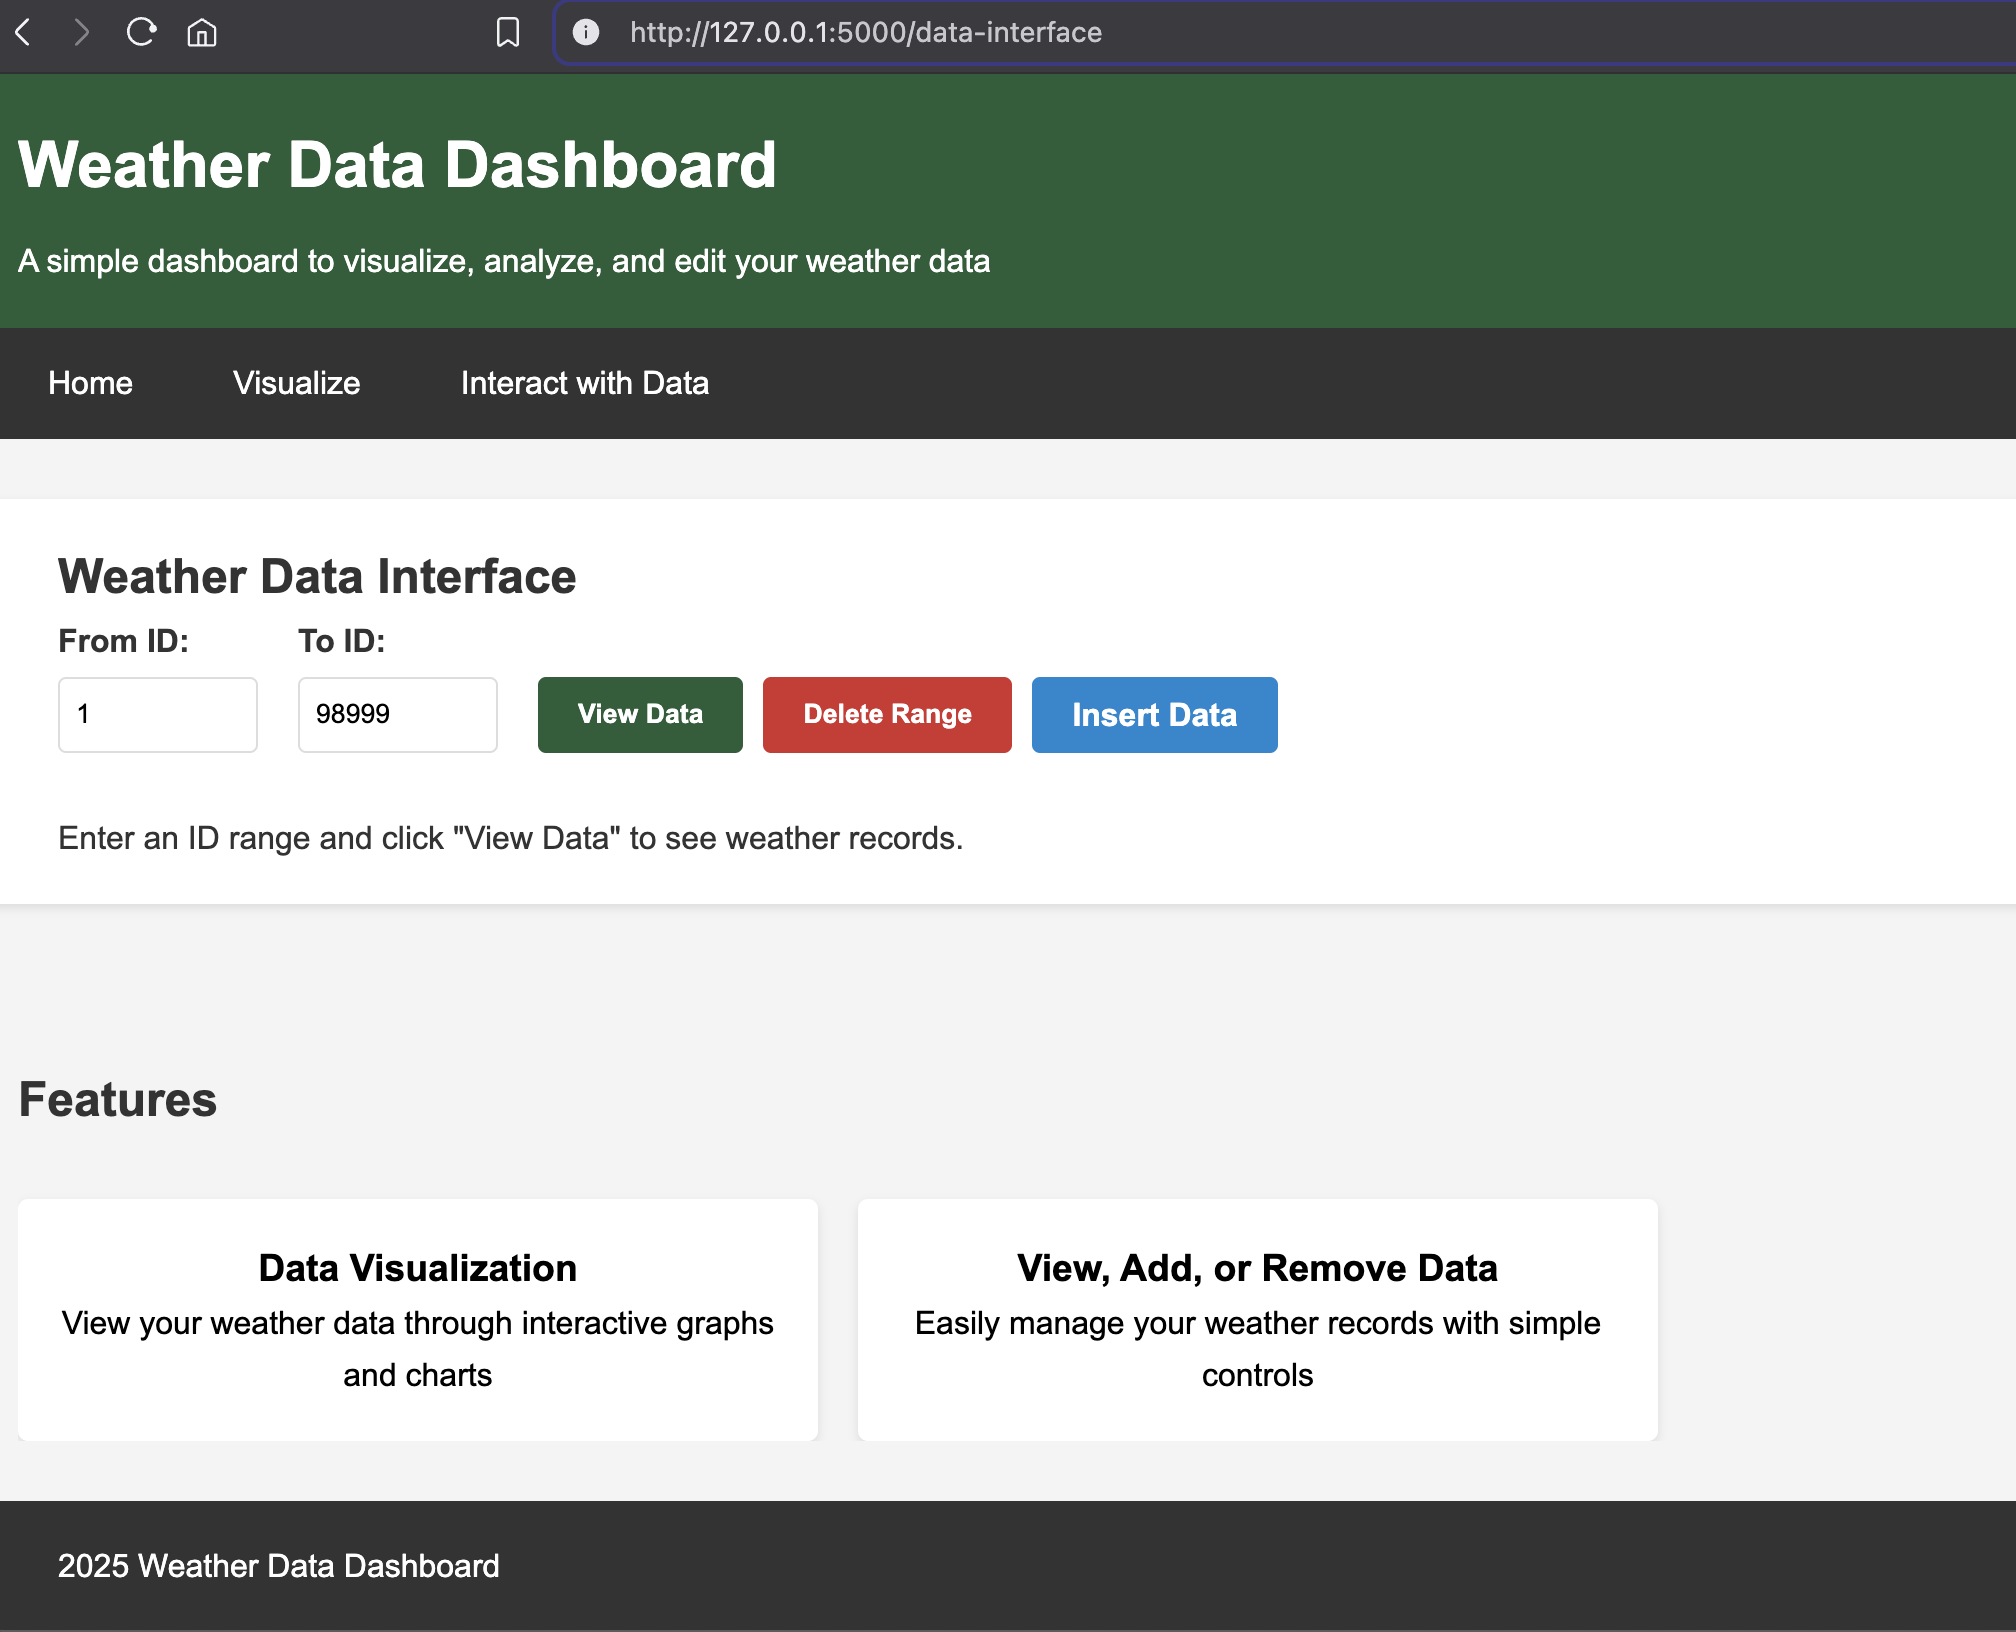 http://127.0.0.1:5000/data-interface
Weather Data Dashboard
A simple dashboard to visualize, analyze, and edit your weather data
Home Visualize Interact with Data
Weather Data Interface
From ID: To ID:
1 98999 View Data Delete Range Insert Data
Enter an ID range and click "View Data" to see weather records.
Features
Data Visualization
View your weather data through interactive graphs
and charts
View, Add, or Remove Data
Easily manage your weather records with simple
controls
2025 Weather Data Dashboard